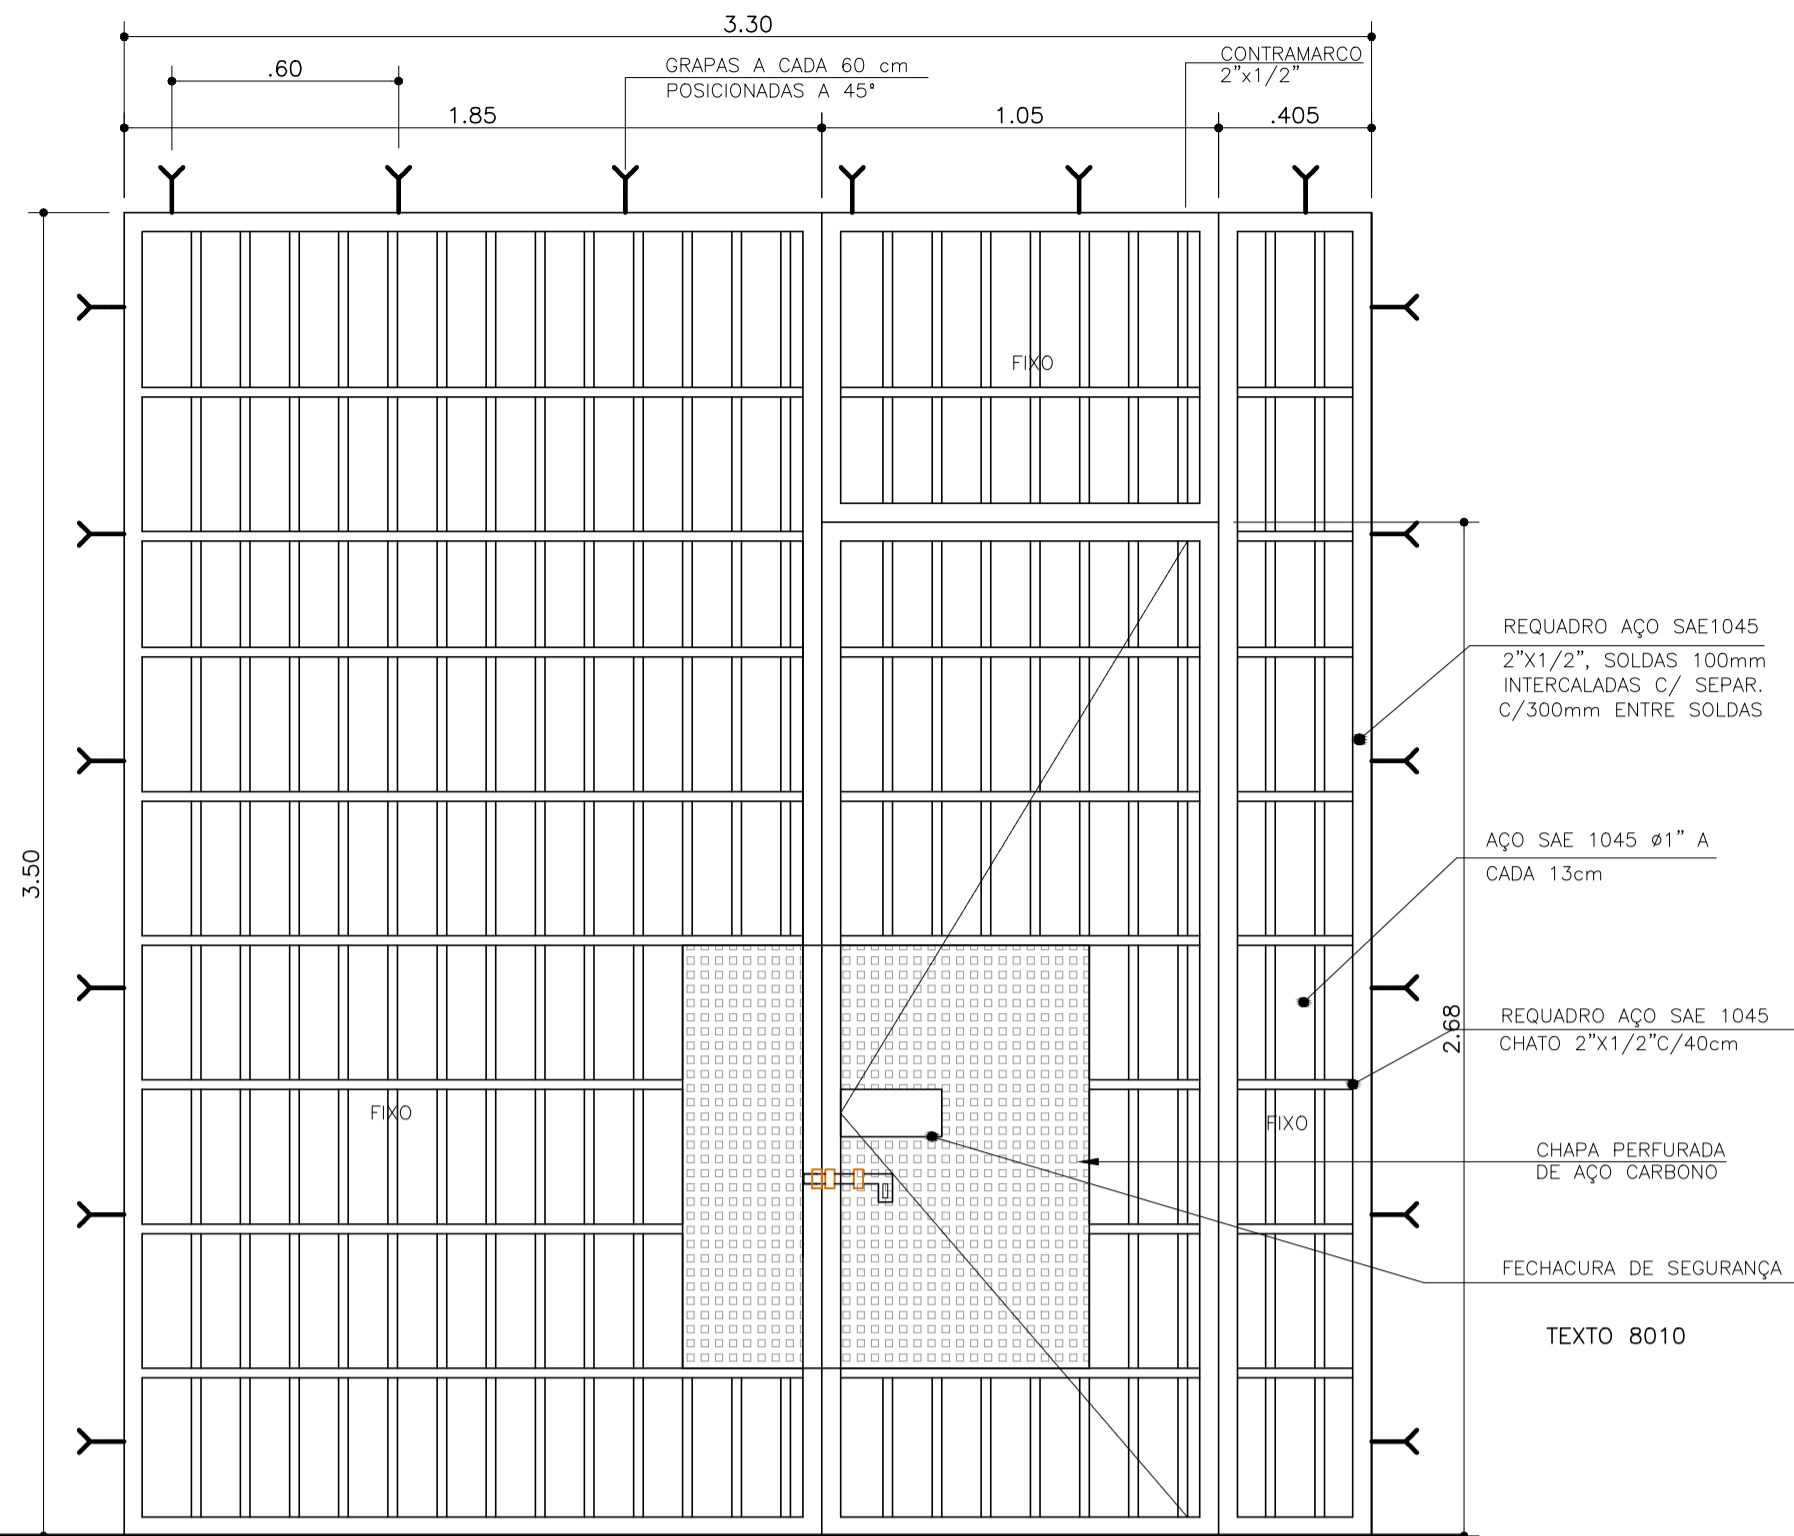 3.30
.60
GRAPAS A CADA 60 cm
POSICIONADAS A 45°
CONTRAMARCO
2"x1/2"
1.85
1.05
.405
FIXO
REQUADRO AÇO SAE1045
2"X1/2", SOLDAS 100mm
INTERCALADAS C/ SEPAR.
C/300mm ENTRE SOLDAS
3.50
AÇO SAE 1045 ø1" A
CADA 13cm
2.68
REQUADRO AÇO SAE 1045
CHATO 2"X1/2"C/40cm
FIXO
FIXO
CHAPA PERFURADA
DE AÇO CARBONO
FECHACURA DE SEGURANÇA
TEXTO 8010